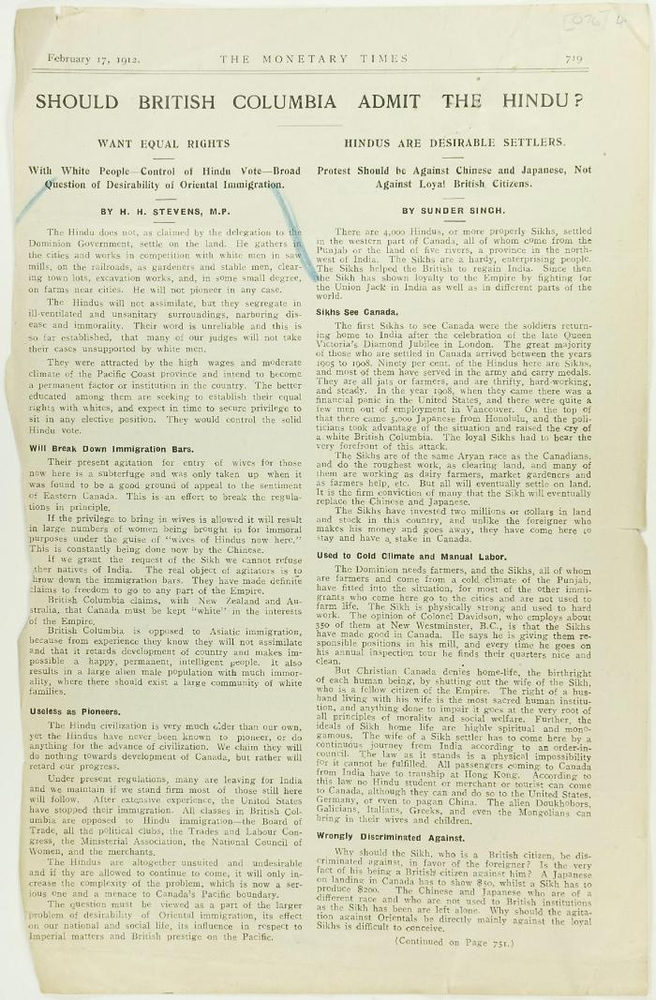 [076] 4
February 17, 1912.
THE MONETARY TIMES
719
SHOULD BRITISH COLUMBIA ADMIT THE HINDU?
WANT EQUAL RIGHTS
With White People—Control of Hindu Vote—Broad
Question of Desirability of Oriental Immigration.
BY H. H. STEVENS, M.P.
The Hindu does not, as claimed by the delegation to the
Dominion Government, settle on the land. He gathers in
the cities and works in competition with white men in saw
mills, on the railroads, as gardeners and stable men, clear-
ing town lots, excavation works, and, in some small degree,
on farms near cities. He will not pioneer in any case.
The Hindus will not assimilate, but they segregate in
ill-ventilated and unsanitary surroundings, narboring dis-
ease and immorality. Their word is unreliable and this is
so far established, that many of our judges will not take
their cases unsupported by white men.
They were attracted by the high wages and moderate
climate of the Pacific Coast province and intend to become
a permanent factor or institution in the country. The better
educated among them are seeking to establish their equal
rights with whites, and expect in time to secure privilege to
sit in any elective position. They would control the solid
Hindu vote.
Will Break Down Immigration Bars.
Their present agitation for entry of wives for those
now here is a subterfuge and was only taken up when it
was found to be a good ground of appeal to the sentiment
of Eastern Canada. This is an effort to break the regula-
tions in principle.
If the privilege to bring in wives is allowed it will result
in large numbers of women being brought in for immoral
purposes under the guise of "wives of Hindus now here."
This is constantly being done now by the Chinese.
If we grant the request of the Sikh we cannot refuse
ther natives of India. The real object of agitators is to
hrow down the immigration bars. They have made definite
claims to freedom to go to any part of the Empire.
British Columbia claims, with New Zealand and Au-
stralia, that Canada must be kept "white" in the interests
of the Empire.
British Columbia is opposed to Asiatic immigration,
because from experience they know they will not assimilate
and that it retards development of country and makes im-
possible a happy, permanent, intelligent people. It also
results in a large alien male population with much immor-
ality, where there should exist a large community of white
families.
Useless as Pioneers.
The Hindu civilization is very much older than our own,
yet the Hindus have never been known to pioneer, or do
anything for the advance of civilization. We claim they will
do nothing towards development of Canada, but rather will
retard our progress.
Under present regulations, many are leaving for India
and we maintain if we stand firm most of those still here
will follow. After extensive experience, the United States
have stopped their immigration. All classes in British Col-
umbia are opposed to Hindu immigration—the Board of
Trade, all the political clubs, the Trades and Labour Con-
gress, the Ministerial Association, the National Council of
Women, and the merchants.
The Hindus are altogether unsuited and undesirable
and if thy are allowed to continue to come, it will only in-
crease the complexity of the problem, which is now a ser-
ious one and a menace to Canada's Pacific boundary.
The question must be viewed as a part of the larger
problem of desirability of Oriental immigration, its effect
on our national and social life, its influence in respect to
Imperial matters and British prestige on the Pacific.
HINDUS ARE DESIRABLE SETTLERS.
Protest Should be Against Chinese and Japanese, Not
Against Loyal British Citizens.
BY SUNDER SINGH.
There are 4,000 Hindus, or more properly Sikhs, settled
in the western part of Canada, all of whom come from the
Punjab or the land of five rivers, a province in the north-
west of India. The Sikhs are a hardy, enterprising people.
The Sikhs helped the British to regain India. Since then
the Sikh has shown loyalty to the Empire by fighting for
the Union Jack in India as well as in different parts of the
world.
Sikhs See Canada.
The first Sikhs to see Canada were the soldiers return-
ing home to India after the celebration of the late Queen
Victoria's Diamond Jubilee in London. The great majority
of those who are settled in Canada arrived between the years
1905 to 1908. Ninety per cent. of the Hindus here are Sikhs,
and most of them have served in the army and carry medals.
They are all jats or farmers, and are thrifty, hard-working,
and steady. In the year 1908, when they came there was a
financial panic in the United States, and there were quite a
few men out of employment in Vancouver. On the top of
that there came 5,000 Japanese from Honolulu, and the poli-
ticians took advantage of the situation and raised the cry of
a white British Columbia. The loyal Sikhs had to bear the
very forefront of this attack.
The Sikhs are of the same Aryan race as the Canadians,
and do the roughest work, as clearing land, and many of
them are working as dairy farmers, market gardeners and
as farmers help, etc. But all will eventually settle on land.
It is the firm conviction of many that the Sikh will eventually
replace the Chinese and Japanese.
The Sikhs have invested two millions or dollars in land
and stock in this country, and unlike the foreigner who
makes his money and goes away, they have come here to
stay and have a stake in Canada.
Used to Cold Climate and Manual Labor.
The Dominion needs farmers, and the Sikhs, all of whom
are farmers and come from a cold climate of the Punjab,
have fitted into the situation, for most of the other immi-
grants who come here go to the cities and are not used to
farm life. The Sikh is physically strong and used to hard
work. The opinion of Colonel Davidson, who employs about
350 of them at New Westminster, B.C., is that the Sikhs
have made good in Canada. He says he is giving them re-
sponsible positions in his mill, and every time he goes on
his annual inspection tour he finds their quarters nice and
clean.
But Christian Canada denies home-life, the birthright
of each human being, by shutting out the wife of the Sikh,
who is a fellow citizen of the Empire. The right of a hus-
band living with his wife is the most sacred human institu-
tion, and anything done to impair it goes at the very root of
all principles of morality and social welfare. Further, the
ideals of Sikh home life are highly spiritual and mono-
gamous. The wife of a Sikh settler has to come here by a
continuous journey from India according to an order-in-
council. The law as it stands is a physical impossibility
for it cannot be fulfilled. All passengers coming to Canada
from India have to tranship at Hong Kong. According to
this law no Hindu student or merchant or tourist can come
to Canada, although they can and do so to the United States,
Germany, or even to pagan China. The alien Doukhobors,
Galicians, Italians, Greeks, and even the Mongolians can
bring in their wives and children.
Wrongly Discriminated Against.
Why should the Sikh, who is a British citizen, be dis-
criminated against, in favor of the foreigner? Is the very
fact of his being a British citizen against him? A Japanese
on landing in Canada has to show $50, whilst a Sikh has to
produce $200. The Chinese and Japanese who are of a
different race and who are not used to British institutions
as the Sikh has been are left alone. Why should the agita-
tion against Orientals be directly mainly against the loyal
Sikhs is difficult to conceive.
(Continued on Page 751.)